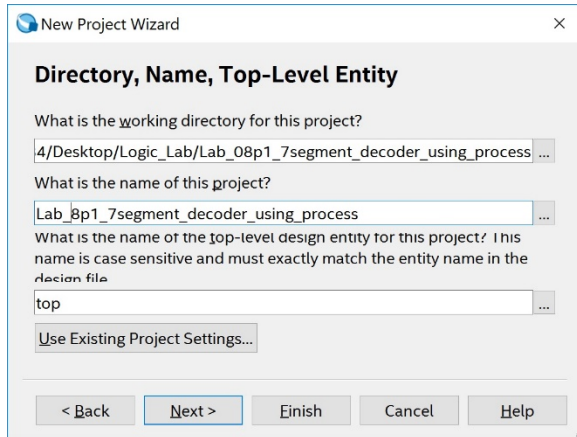 New Project Wizard
Directory, Name, Top-Level Entity
What is the working directory for this project?
4/Desktop/Logic_Lab/Lab_08p1_7segment_decoder_using_process ...
What is the name of this project?
Lab_8p1_7segment_decoder_using_process ...
What is the name of the top-level design entity for this project? This
name is case sensitive and must exactly match the entity name in the
design file
top ...
Use Existing Project Settings...
< Back Next > Finish Cancel Help